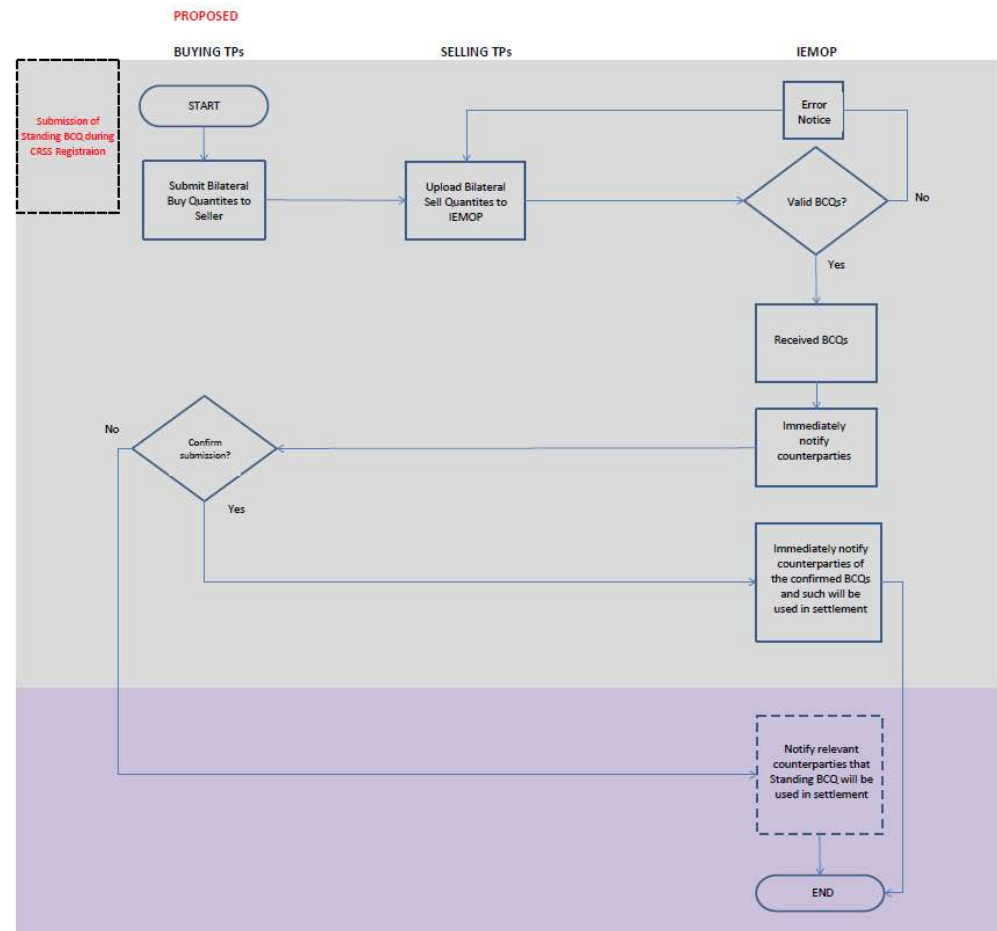 PROPOSED
BUYING TPs
SELLING TPs
IEMOP
Submission of
Standing BCQ during
CRSS Registraion
START
Error
Notice
Submit Bilateral
Buy Quantites to
Seller
Upload Bilateral
Sell Quantites to
IEMOP
Valid BCQs?
No
Yes
Received BCQs
Immediately
notify
counterparties
No
Confirm
submission?
Yes
Immediately notify
counterparties of
the confirmed BCQs
and such will be
used in settlement
Notify relevant
counterparties that
Standing BCQ will be
used in settlement
END